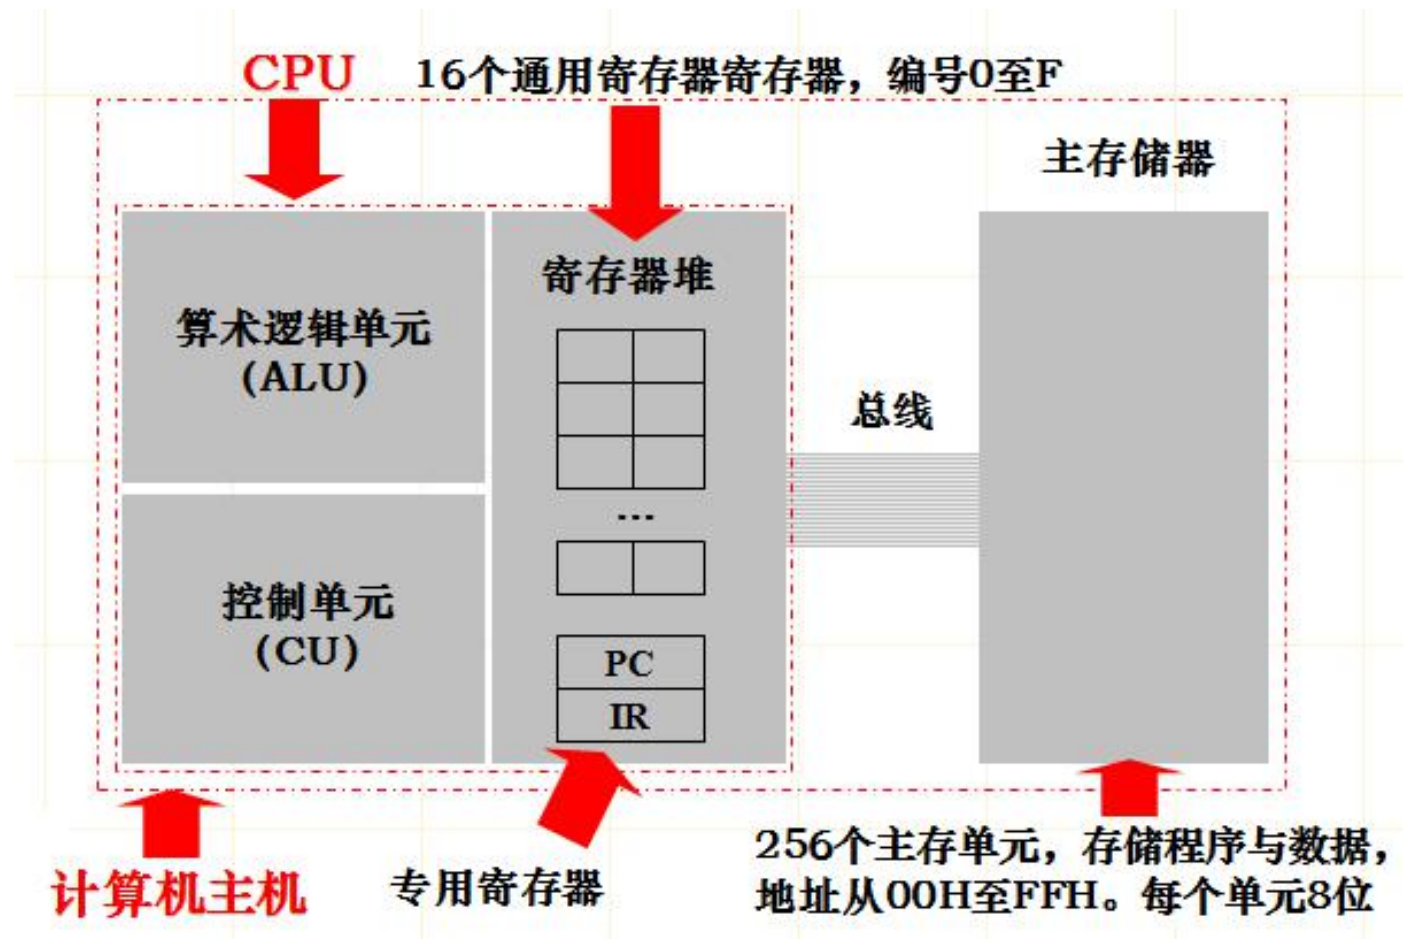 CPU
16个通用寄存器寄存器，编号0至F
主存储器
寄存器堆
算术逻辑单元
(ALU)
总线
...
控制单元
(CU)
PC
IR
计算机主机
专用寄存器
256个主存单元，存储程序与数据，
地址从00H至FFH。每个单元8位